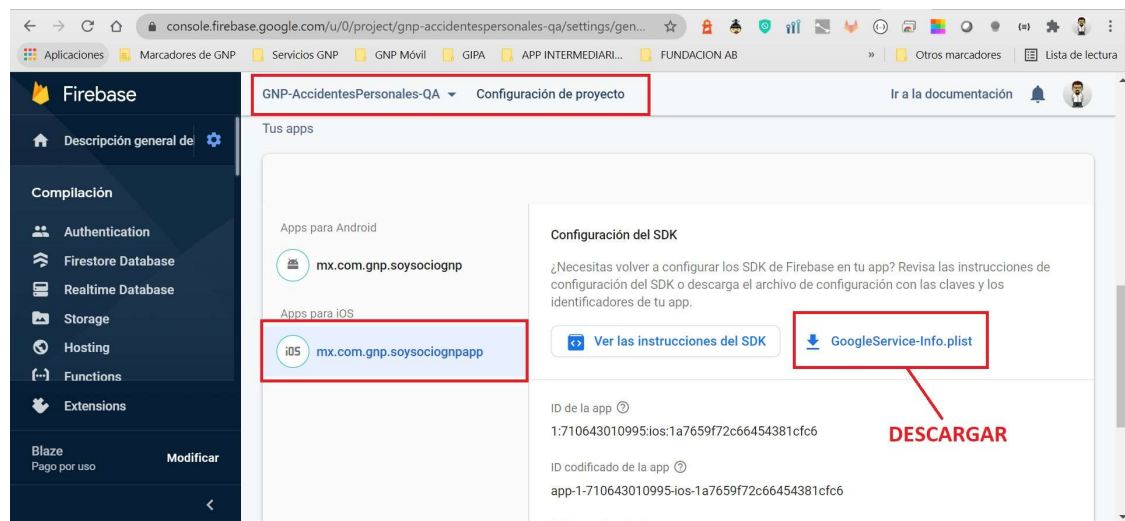 console.firebase.google.com/u/0/project/gnp-accidentespersonales-qa/settings/gen...
Aplicaciones Marcadores de GNP Servicios GNP GNP Móvil GIPA APP INTERMEDIARI... FUNDACION AB » Otros marcadores Lista de lectura
Firebase
GNP-AccidentesPersonales-QA Configuración de proyecto
Ir a la documentación
Descripción general de
Tus apps
Compilación
Authentication
Firestore Database
Realtime Database
Storage
Hosting
Functions
Extensions
Blaze
Pago por uso
Modificar
Apps para Android
mx.com.gnp.soysociognp
Apps para iOS
iOS mx.com.gnp.soysociognpapp
Configuración del SDK
¿Necesitas volver a configurar los SDK de Firebase en tu app? Revisa las instrucciones de
configuración del SDK o descarga el archivo de configuración con las claves y los
identificadores de tu app.
Ver las instrucciones del SDK
GoogleService-Info.plist
DESCARGAR
ID de la app
1:710643010995:ios:1a7659f72c66454381cfc6
ID codificado de la app
app-1-710643010995-ios-1a7659f72c66454381cfc6